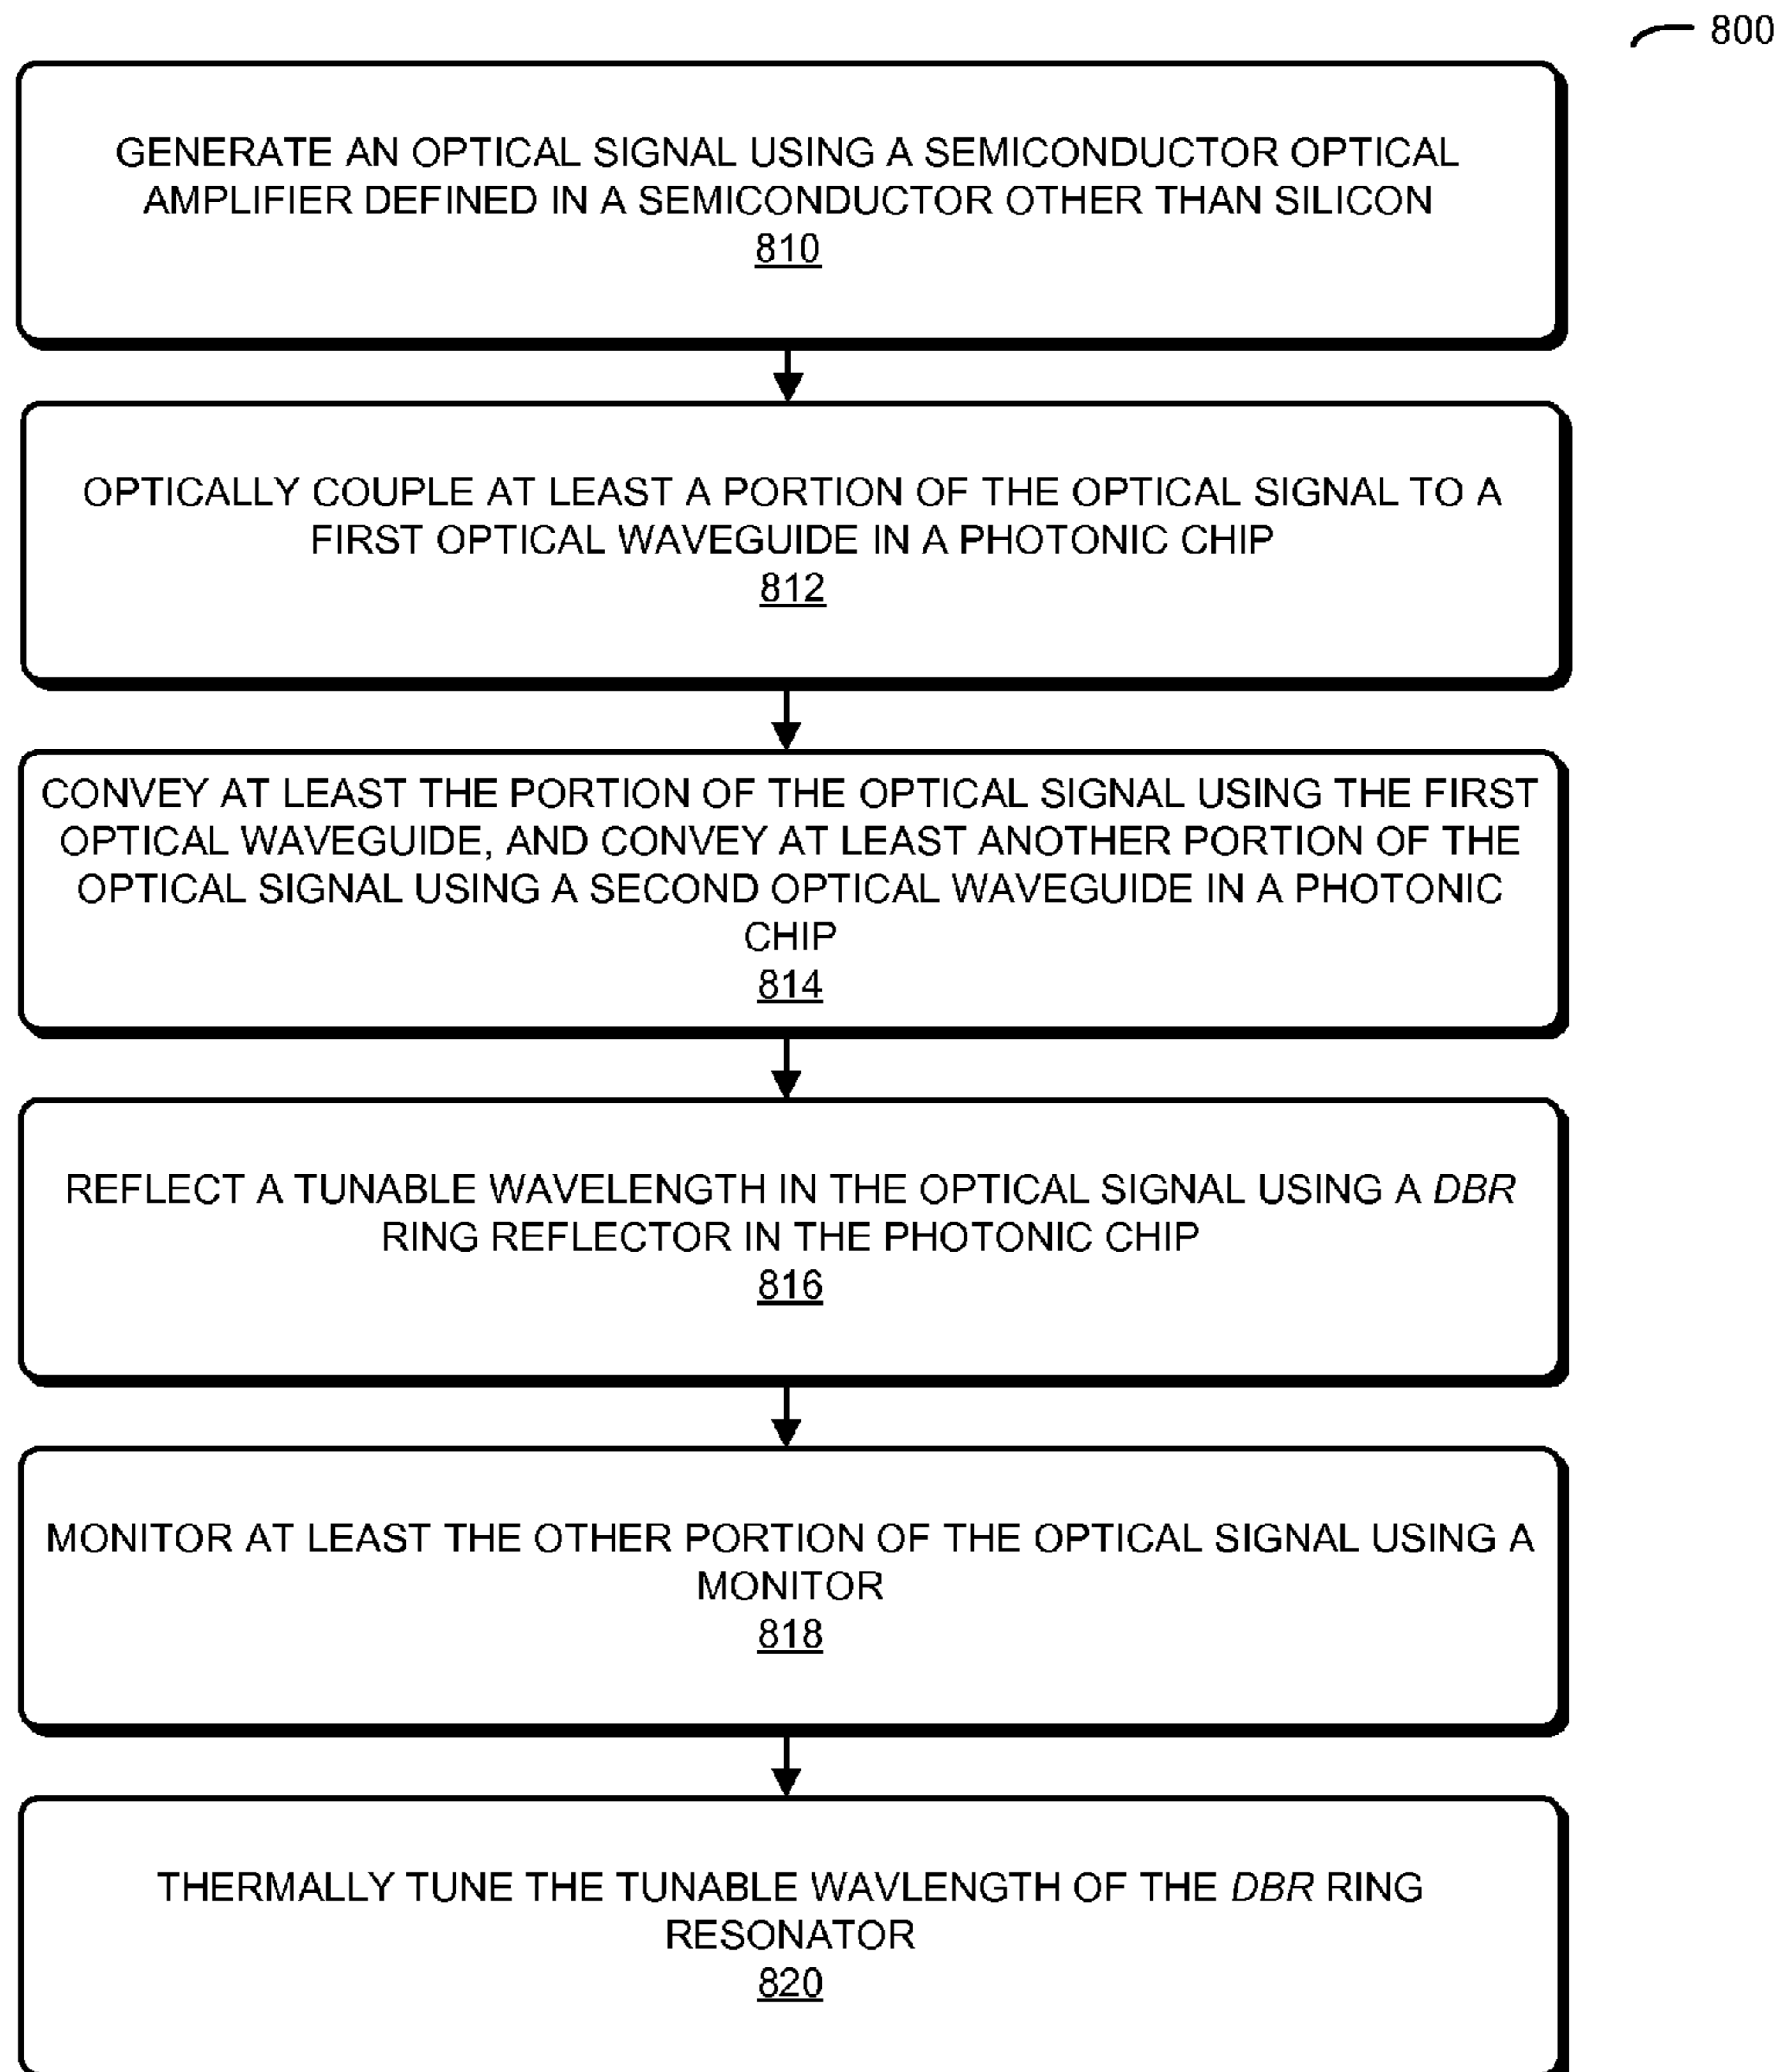 800
GENERATE AN OPTICAL SIGNAL USING A SEMICONDUCTOR OPTICAL
AMPLIFIER DEFINED IN A SEMICONDUCTOR OTHER THAN SILICON
810
OPTICALLY COUPLE AT LEAST A PORTION OF THE OPTICAL SIGNAL TO A
FIRST OPTICAL WAVEGUIDE IN A PHOTONIC CHIP
812
CONVEY AT LEAST THE PORTION OF THE OPTICAL SIGNAL USING THE FIRST
OPTICAL WAVEGUIDE, AND CONVEY AT LEAST ANOTHER PORTION OF THE
OPTICAL SIGNAL USING A SECOND OPTICAL WAVEGUIDE IN A PHOTONIC
CHIP
814
REFLECT A TUNABLE WAVELENGTH IN THE OPTICAL SIGNAL USING A DBR
RING REFLECTOR IN THE PHOTONIC CHIP
816
MONITOR AT LEAST THE OTHER PORTION OF THE OPTICAL SIGNAL USING A
MONITOR
818
THERMALLY TUNE THE TUNABLE WAVLENGTH OF THE DBR RING
RESONATOR
820